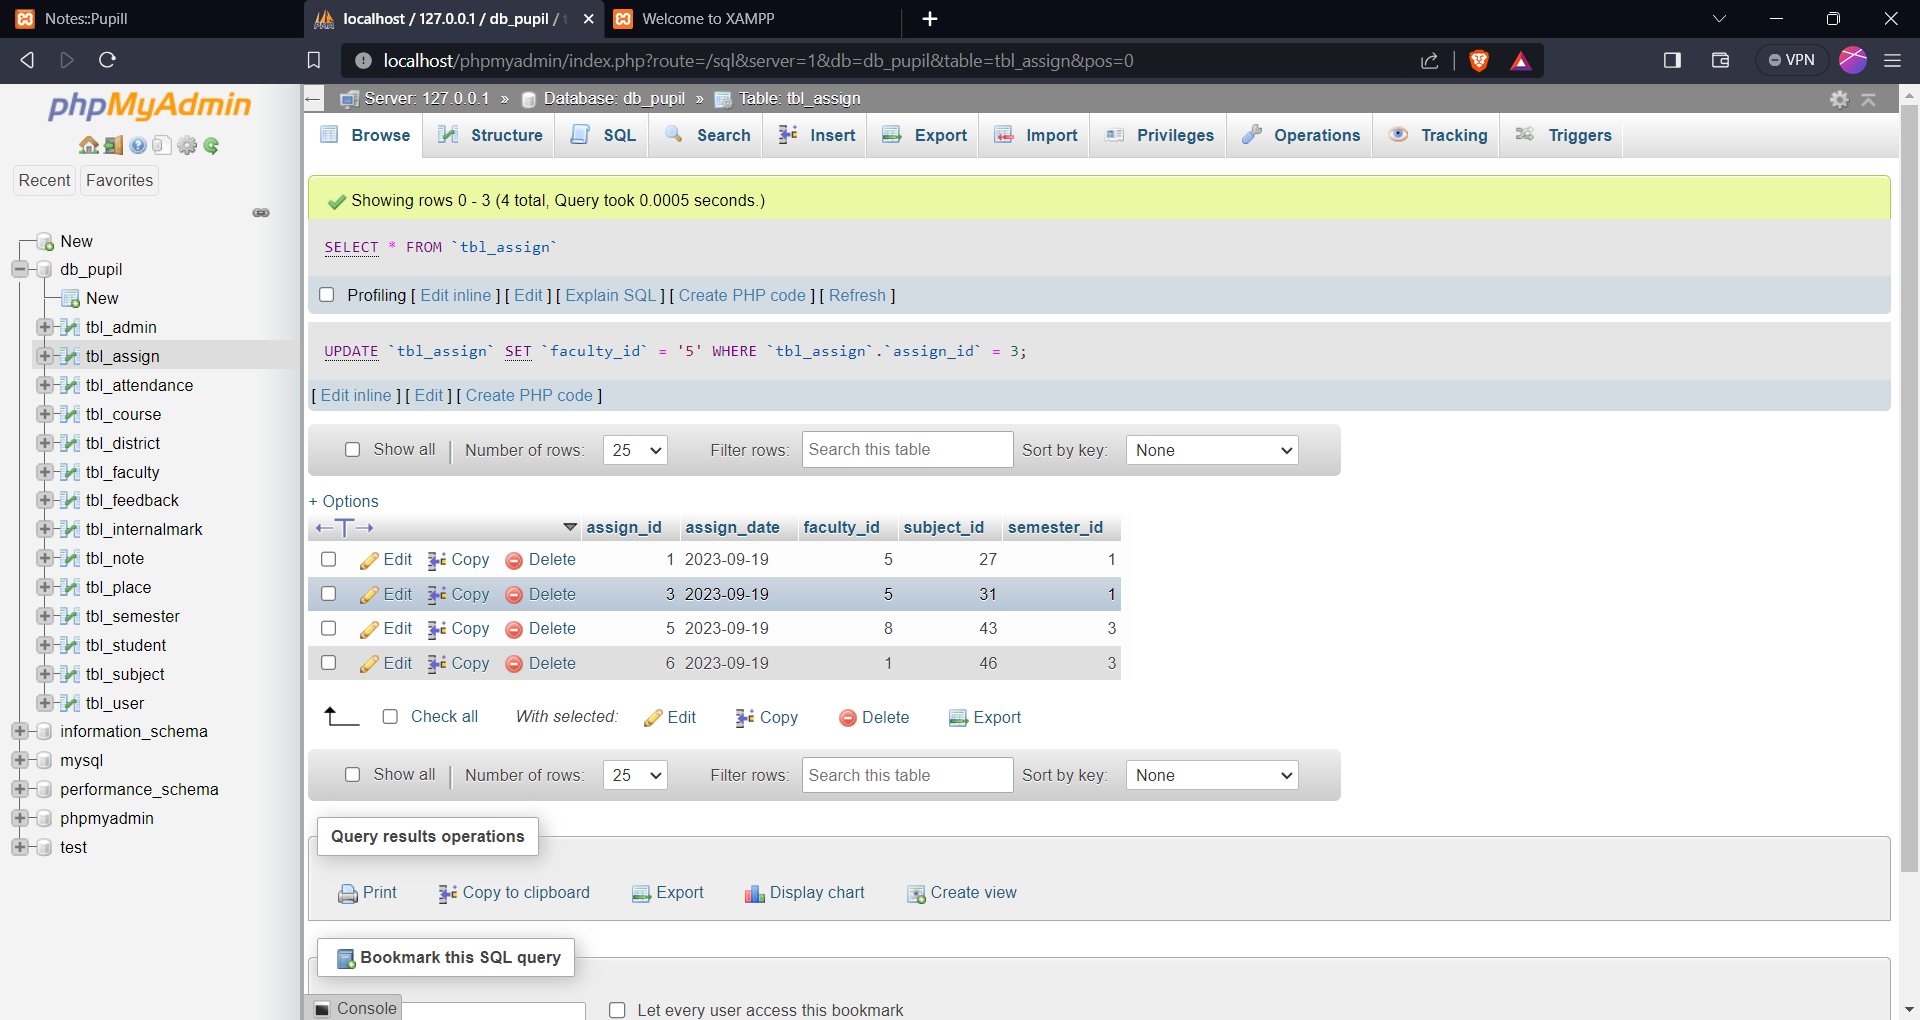 Notes::Pupill
localhost / 127.0.0.1 / db_pupil /
Welcome to XAMPP
localhost/phpmyadmin/index.php?route=/sql&server=1&db=db_pupil&table=tbl_assign&pos=0
VPN
phpMyAdmin
Recent Favorites
New
db_pupil
New
tbl_admin
tbl_assign
tbl_attendance
tbl_course
tbl_district
tbl_faculty
tbl_feedback
tbl_internalmark
tbl_note
tbl_place
tbl_semester
tbl_student
tbl_subject
tbl_user
information_schema
mysql
performance_schema
phpmyadmin
test
Server: 127.0.0.1 » Database: db_pupil » Table: tbl_assign
Browse Structure SQL Search Insert Export Import Privileges Operations Tracking Triggers
Showing rows 0 - 3 (4 total, Query took 0.0005 seconds.)
SELECT * FROM `tbl_assign`
Profiling [ Edit inline ] [ Edit ] [ Explain SQL ] [ Create PHP code ] [ Refresh ]
UPDATE `tbl_assign` SET `faculty_id` = '5' WHERE `tbl_assign`.`assign_id` = 3;
[ Edit inline ] [ Edit ] [ Create PHP code ]
Show all | Number of rows: 25 Filter rows: Search this table Sort by key: None
+ Options
assign_id assign_date faculty_id subject_id semester_id
Edit Copy Delete 1 2023-09-19 5 27 1
Edit Copy Delete 3 2023-09-19 5 31 1
Edit Copy Delete 5 2023-09-19 8 43 3
Edit Copy Delete 6 2023-09-19 1 46 3
Check all With selected: Edit Copy Delete Export
Show all | Number of rows: 25 Filter rows: Search this table Sort by key: None
Query results operations
Print Copy to clipboard Export Display chart Create view
Bookmark this SQL query
Console
Let every user access this bookmark